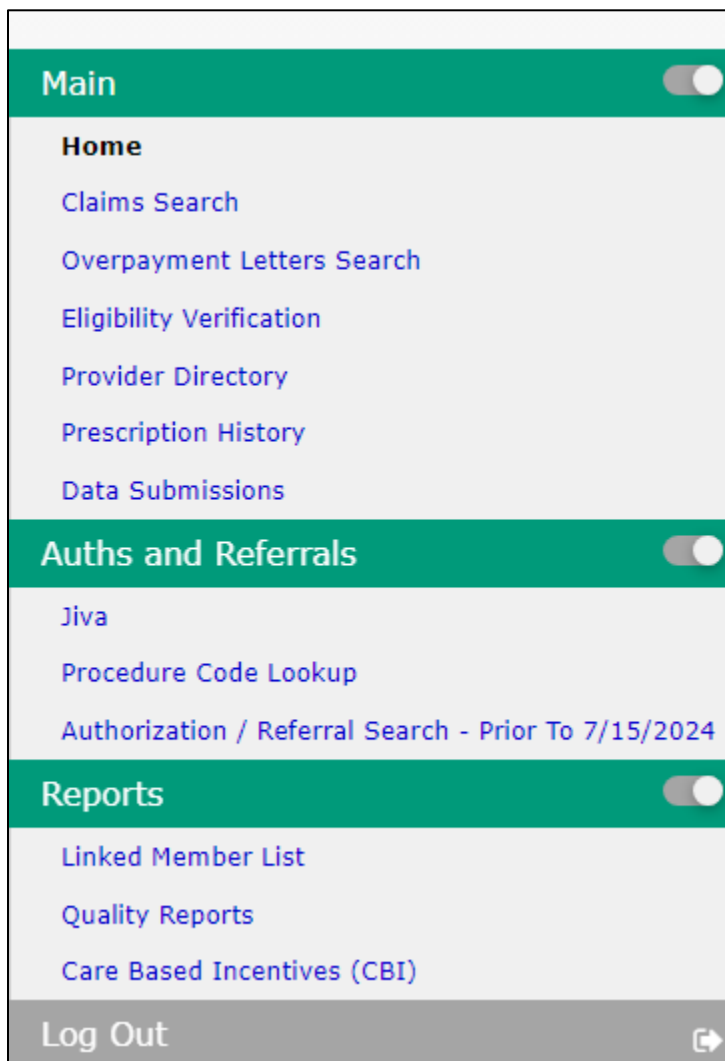 Main
Home
Claims Search
Overpayment Letters Search
Eligibility Verification
Provider Directory
Prescription History
Data Submissions
Auths and Referrals
Jiva
Procedure Code Lookup
Authorization / Referral Search - Prior To 7/15/2024
Reports
Linked Member List
Quality Reports
Care Based Incentives (CBI)
Log Out